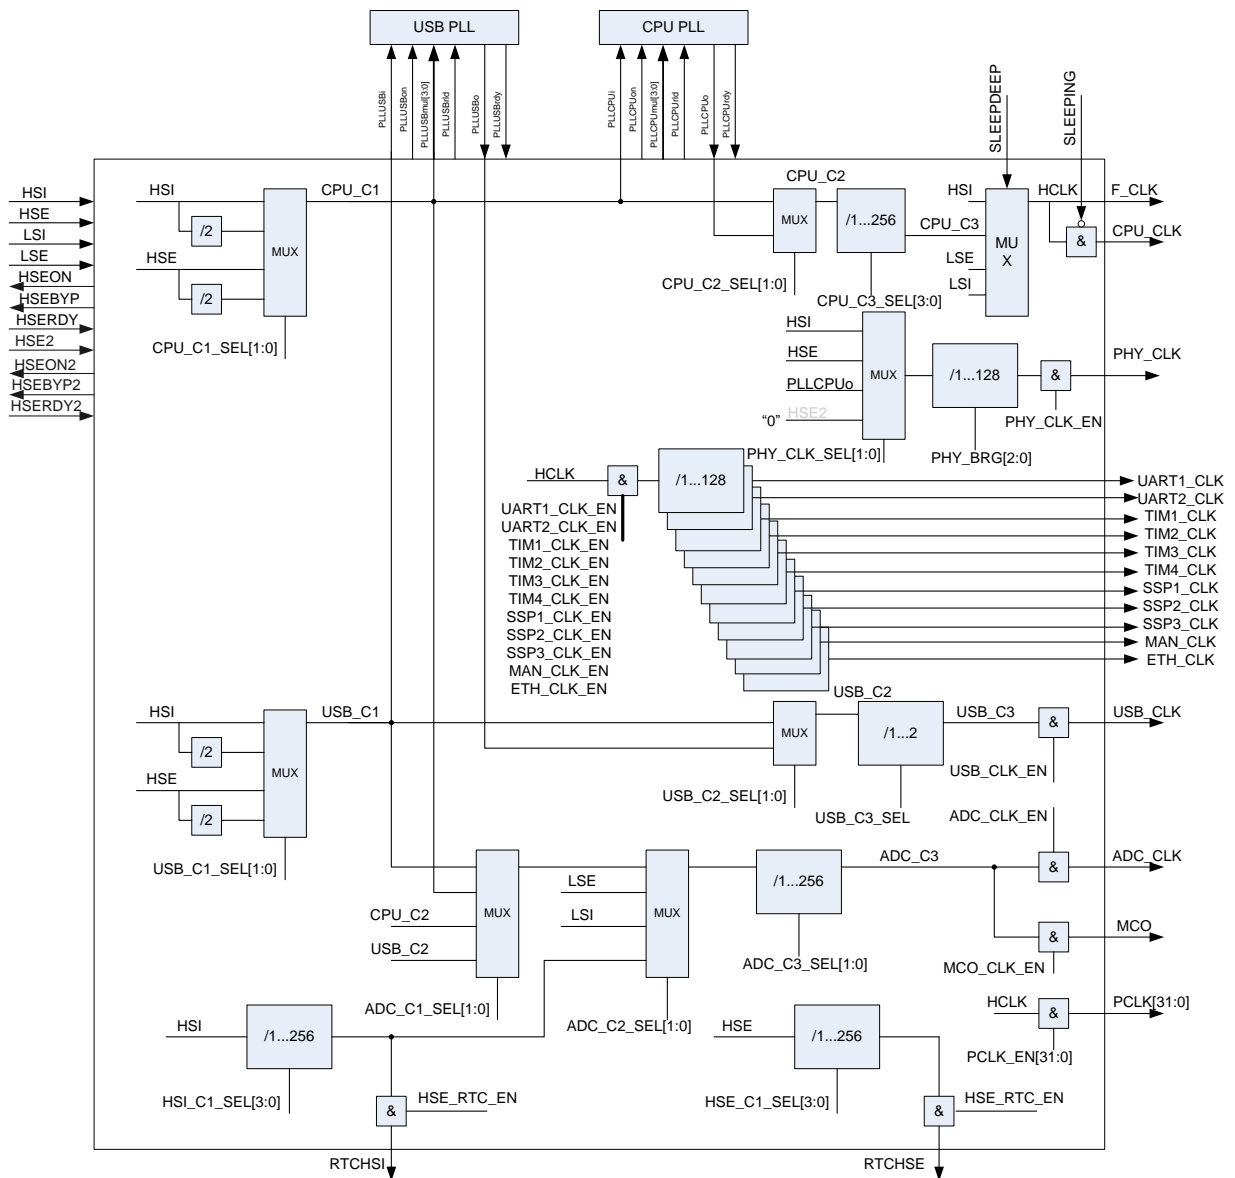 USB PLL
CPU PLL
PLLUSBi
PLLUSBon
PLLUSBmul[3:0]
PLLUSBrld
PLLUSBo
PLLUSBrdy
PLLCPUi
PLLCPUon
PLLCPUmul[3:0]
PLLCPUrld
PLLCPUo
PLLCPUrdy
SLEEPDEEP
SLEEPING
HSI
HSE
LSI
LSE
HSEON
HSEBYP
HSERDY
HSE2
HSEON2
HSEBYP2
HSERDY2
HSI
/2
HSE
/2
MUX
CPU_C1
CPU_C1_SEL[1:0]
CPU_C2
MUX
CPU_C2_SEL[1:0]
/1...256
CPU_C3_SEL[3:0]
HSI
CPU_C3
LSE
LSI
MU
X
HCLK
F_CLK
&
CPU_CLK
HSI
HSE
PLLCPUo
“0”
HSE2
MUX
PHY_CLK_SEL[1:0]
/1...128
PHY_BRG[2:0]
&
PHY_CLK_EN
PHY_CLK
HCLK
&
/1...128
UART1_CLK_EN
UART2_CLK_EN
TIM1_CLK_EN
TIM2_CLK_EN
TIM3_CLK_EN
TIM4_CLK_EN
SSP1_CLK_EN
SSP2_CLK_EN
SSP3_CLK_EN
MAN_CLK_EN
ETH_CLK_EN
UART1_CLK
UART2_CLK
TIM1_CLK
TIM2_CLK
TIM3_CLK
TIM4_CLK
SSP1_CLK
SSP2_CLK
SSP3_CLK
MAN_CLK
ETH_CLK
HSI
/2
HSE
/2
MUX
USB_C1
USB_C1_SEL[1:0]
MUX
USB_C2
USB_C2_SEL[1:0]
/1...2
USB_C3_SEL
USB_C3
&
USB_CLK_EN
USB_CLK
CPU_C2
USB_C2
MUX
ADC_C1_SEL[1:0]
LSE
LSI
MUX
ADC_C2_SEL[1:0]
/1...256
ADC_C3_SEL[1:0]
ADC_C3
ADC_CLK_EN
&
ADC_CLK
&
MCO
MCO_CLK_EN
HCLK
&
PCLK[31:0]
PCLK_EN[31:0]
HSI
/1...256
HSI_C1_SEL[3:0]
&
HSE_RTC_EN
RTCHSI
HSE
/1...256
HSE_C1_SEL[3:0]
&
HSE_RTC_EN
RTCHSE